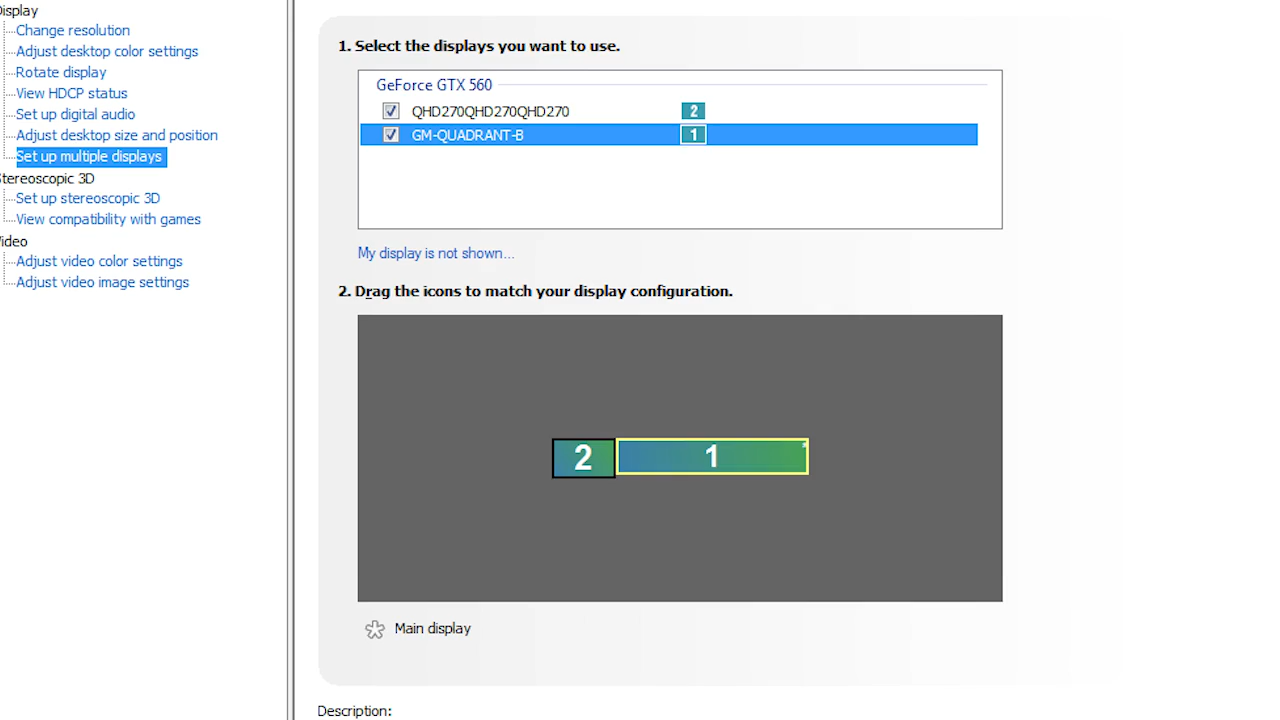 Display
Change resolution
Adjust desktop color settings
Rotate display
View HDCP status
Set up digital audio
Adjust desktop size and position
Set up multiple displays
Stereoscopic 3D
Set up stereoscopic 3D
View compatibility with games
Video
Adjust video color settings
Adjust video image settings
1. Select the displays you want to use.
GeForce GTX 560
QHD270QHD270QHD270 2
GM-QUADRANT-B 1
My display is not shown...
2. Drag the icons to match your display configuration.
2 1 *
Main display
Description: